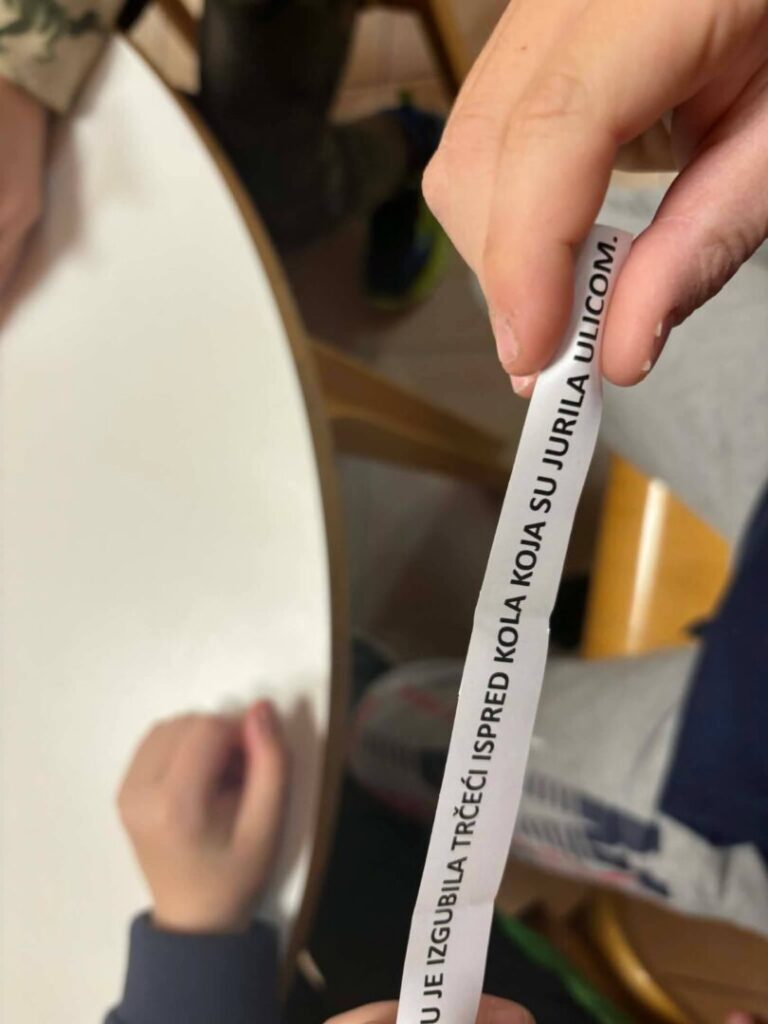 U JE IZGUBILA TRČEĆI ISPRED KOLA KOJA SU JURILA ULICOM.